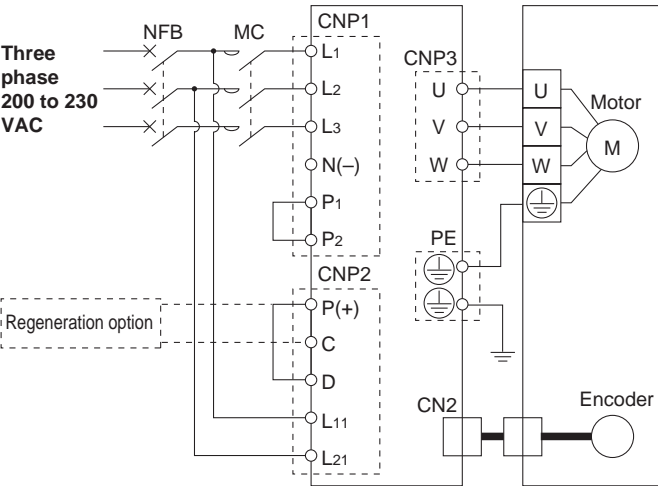 NFB
MC
CNP1
Three
phase
200 to 230
VAC
L1
L2
L3
N(–)
P1
P2
CNP3
U
V
W
U
V
W
Motor
M
PE
CNP2
Regeneration option
P(+)
C
D
L11
L21
CN2
Encoder